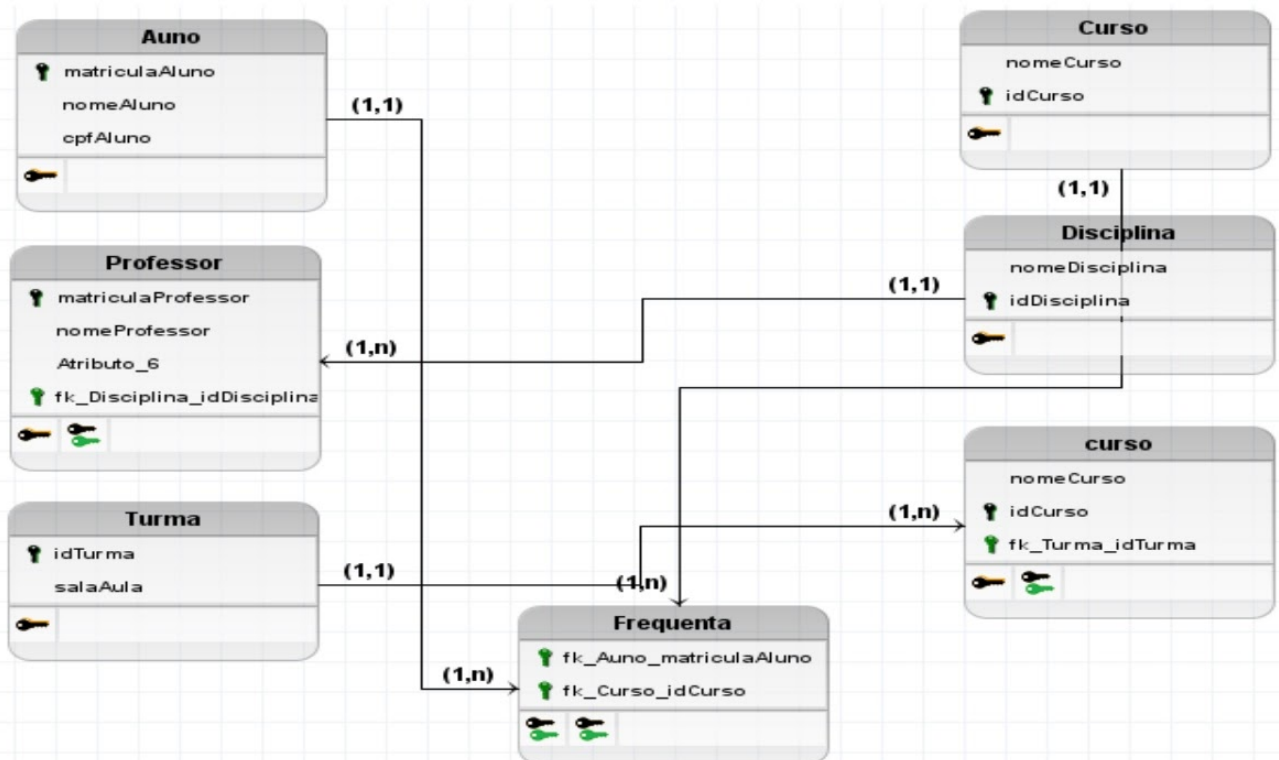 Auno
matriculaAluno
nomeAluno
cpfAluno
(1,1)
Curso
nomeCurso
idCurso
(1,1)
Professor
matriculaProfessor
nomeProfessor
Atributo_6
fk_Disciplina_idDisciplina
(1,n)
Disciplina
nomeDisciplina
idDisciplina
(1,1)
Turma
idTurma
salaAula
(1,1)
curso
nomeCurso
idCurso
fk_Turma_idTurma
(1,n)
(1,n)
Frequenta
fk_Auno_matriculaAluno
fk_Curso_idCurso
(1,n)